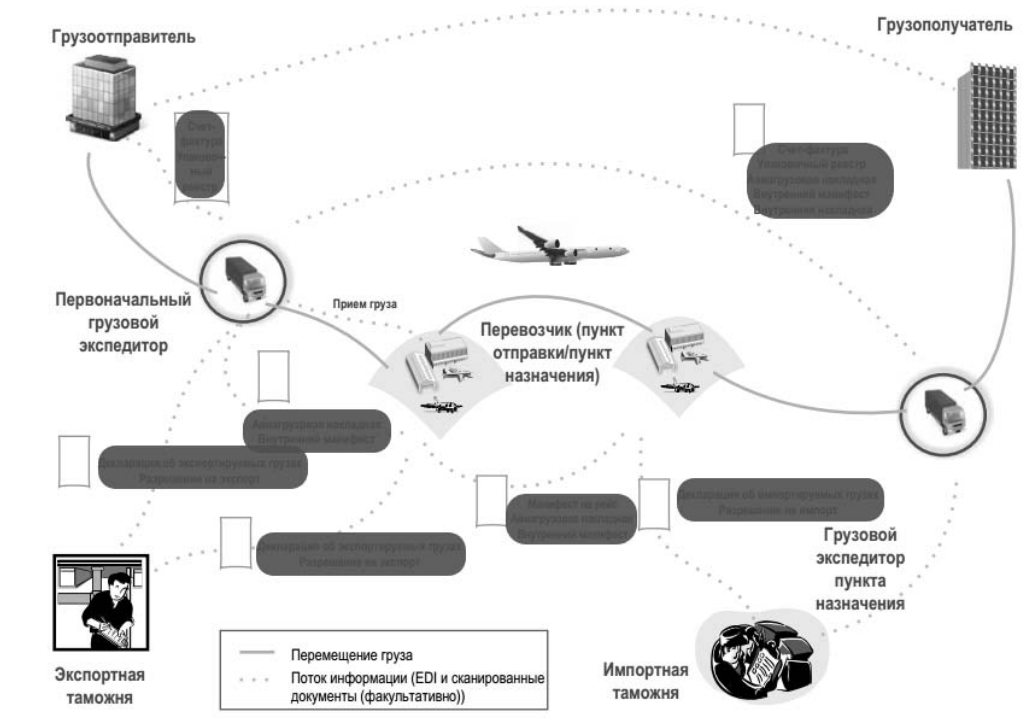 Грузоотправитель
Грузополучатель
Счет-
фактура
Упаковоч-
ный
реестр
Счет-фактура
Упаковочный реестр
Авиагрузовая накладная
Внутренний манифест
Внутренняя накладная
Первоначальный
грузовой
экспедитор
Прием груза
Перевозчик (пункт
отправки/пункт
назначения)
Авиагрузовая накладная
Внутренний манифест
Декларация об экспортируемых грузах
Разрешение на экспорт
Манифест на рейс
Авиагрузовая накладная
Внутренний манифест
Декларация об импортируемых грузах
Разрешение на импорт
Декларация об экспортируемых грузах
Разрешение на экспорт
Грузовой
экспедитор
пункта
назначения
Экспортная
таможня
Перемещение груза
Поток информации (EDI и сканированные
документы (факультативно))
Импортная
таможня